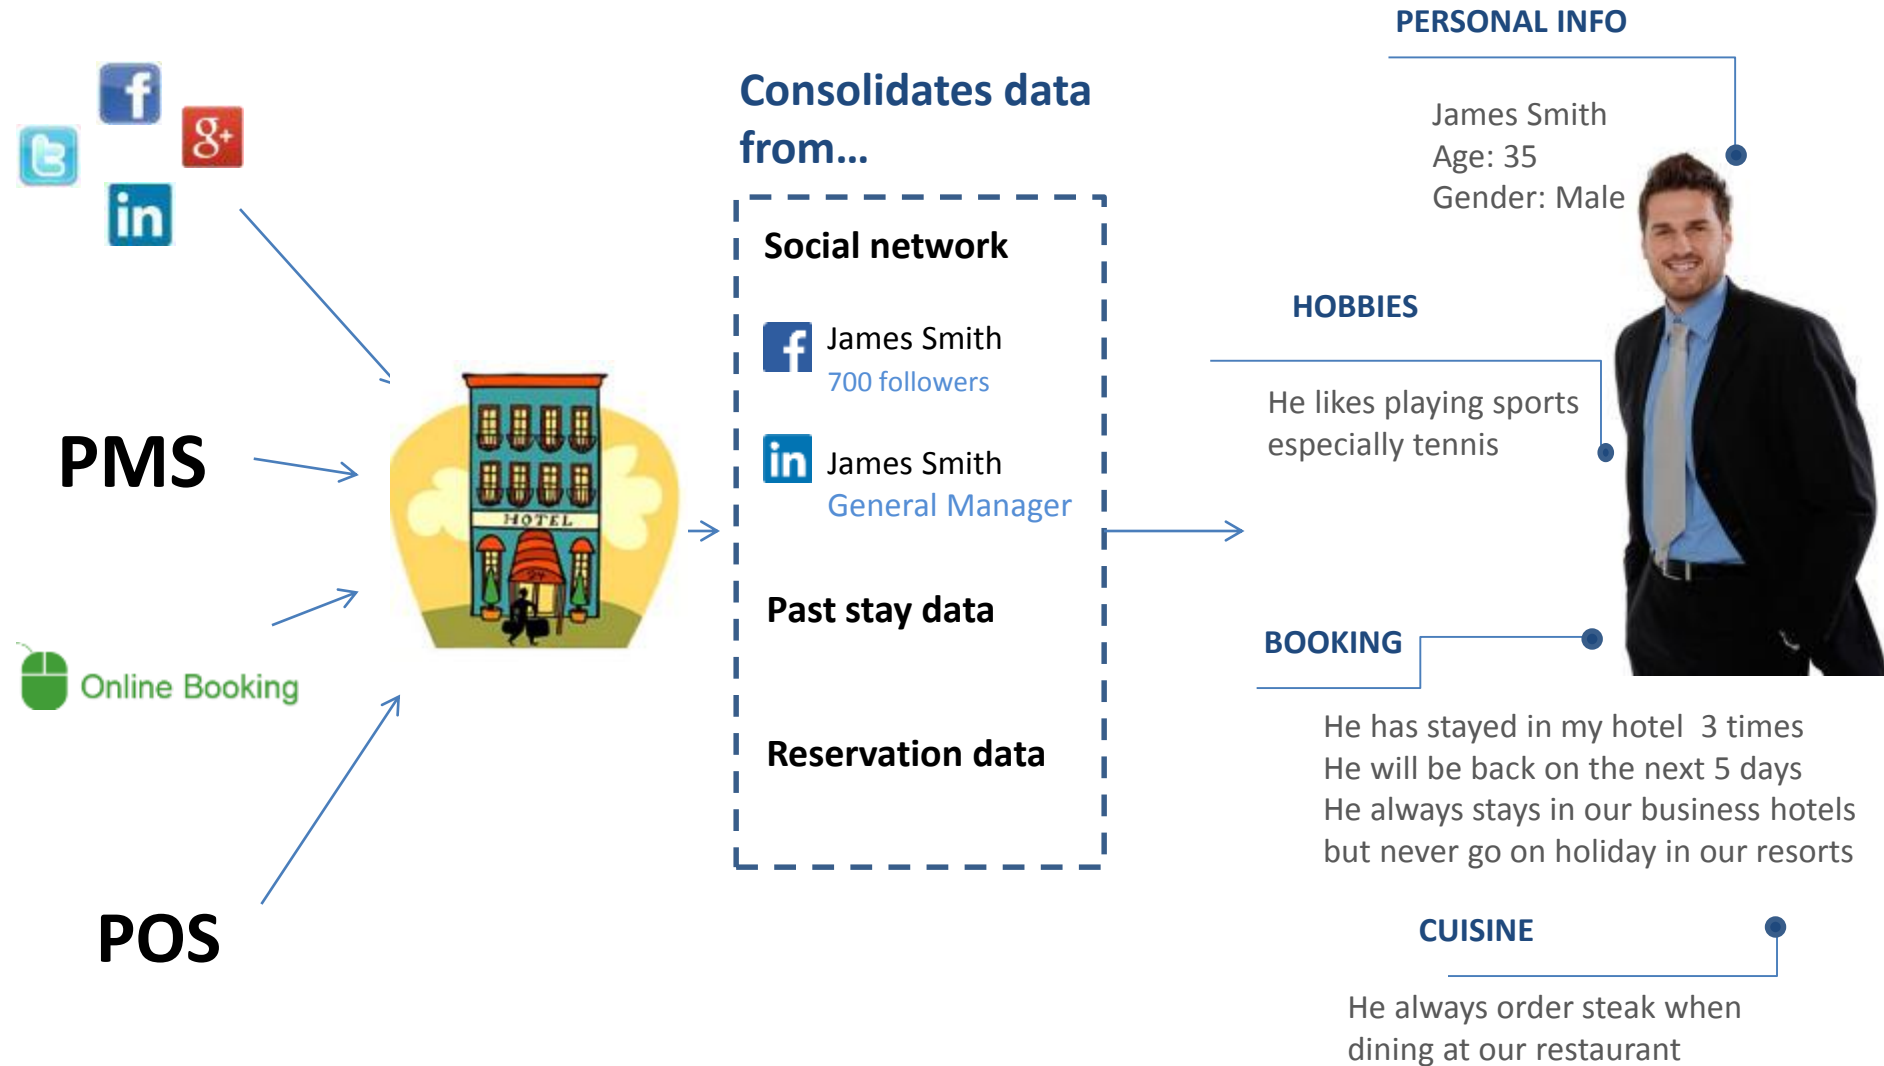 PMS
Online Booking
POS
HOTEL
Consolidates data
from...
Social network
James Smith
700 followers
James Smith
General Manager
Past stay data
Reservation data
PERSONAL INFO
James Smith
Age: 35
Gender: Male
HOBBIES
He likes playing sports
especially tennis
BOOKING
He has stayed in my hotel 3 times
He will be back on the next 5 days
He always stays in our business hotels
but never go on holiday in our resorts
CUISINE
He always order steak when
dining at our restaurant